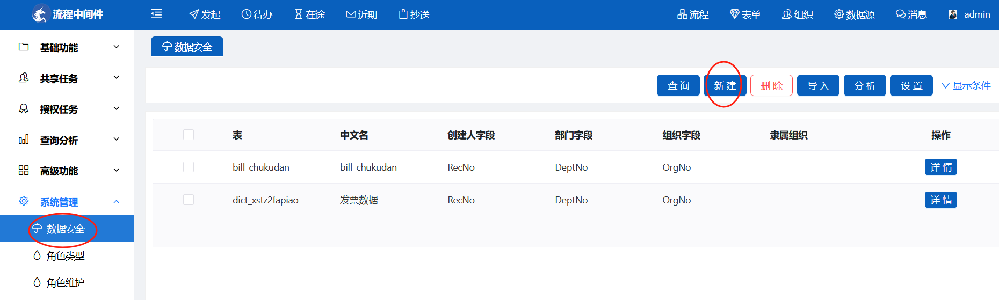 流程中间件 发起 待办 在途 近期 抄送 流程 表单 组织 数据源 消息 admin
基础功能
共享任务
授权任务
查询分析
高级功能
系统管理
数据安全
角色类型
角色维护
数据安全
查询 新建 删除 导入 分析 设置 显示条件
表 中文名 创建人字段 部门字段 组织字段 隶属组织 操作
bill_chukudan bill_chukudan RecNo DeptNo OrgNo 详情
dict_xstz2fapiao 发票数据 RecNo DeptNo OrgNo 详情